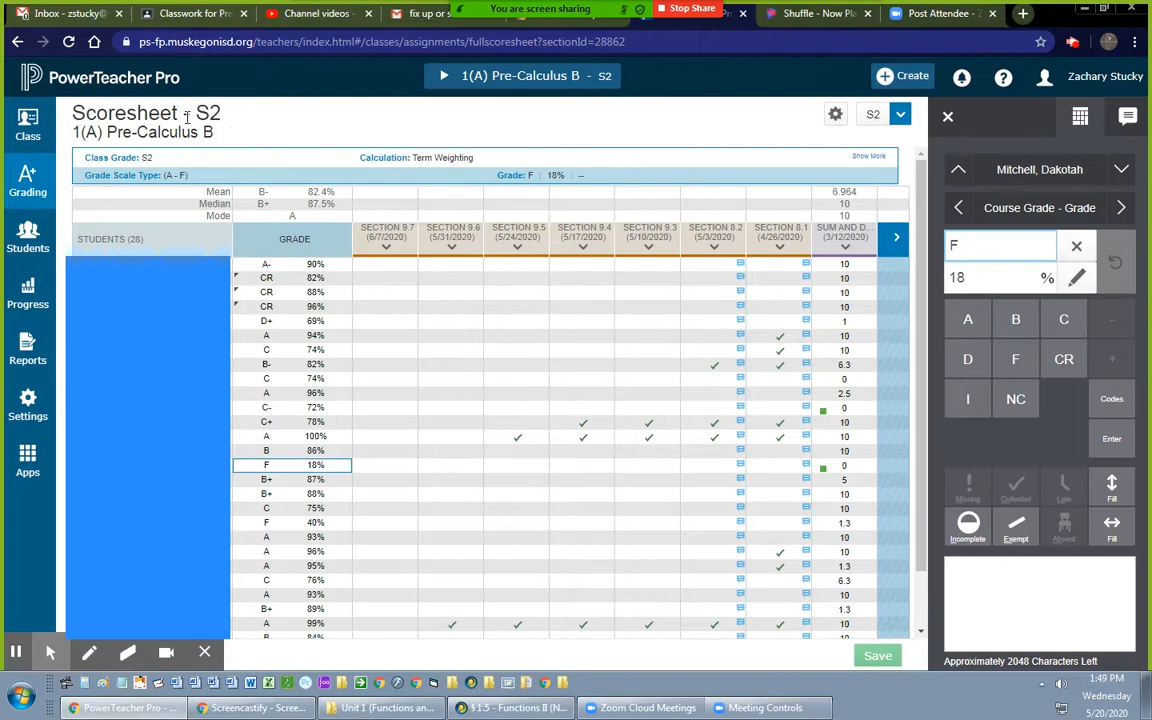 Inbox - zstucky@
Classwork for Pre
Channel videos -
fix up or s
You are screen sharing
Stop Share
Shuffle - Now Pla
Post Attendee - Z
ps-fp.muskegonisd.org/teachers/index.html#/classes/assignments/fullscoresheet?sectionId=28862
PowerTeacher Pro
1(A) Pre-Calculus B - S2
Create
Zachary Stucky
Class
Grading
Students
Progress
Reports
Settings
Apps
Scoresheet - S2
1(A) Pre-Calculus B
S2
Class Grade: S2 Calculation: Term Weighting Show More
Grade Scale Type: (A - F) Grade: F | 18% | --
Mean B- 82.4% 6.964
Median B+ 87.5% 10
Mode A 10
STUDENTS (28) GRADE SECTION 9.7 (6/7/2020) SECTION 9.6 (5/31/2020) SECTION 9.5 (5/24/2020) SECTION 9.4 (5/17/2020) SECTION 9.3 (5/10/2020) SECTION 8.2 (5/3/2020) SECTION 8.1 (4/26/2020) SUM AND D... (3/12/2020)
A- 90% 10
CR 82% 10
CR 88% 10
CR 96% 10
D+ 69% 1
A 94% ✓ 10
C 74% ✓ 10
B- 82% ✓ ✓ 6.3
C 74% 0
A 96% 2.5
C- 72% 0
C+ 78% ✓ ✓ ✓ ✓ 10
A 100% ✓ ✓ ✓ ✓ ✓ 10
B 86% 10
F 18% 0
B+ 87% 5
B+ 88% 10
C 75% 10
F 40% 1.3
A 93% 10
A 96% ✓ 10
A 95% ✓ 1.3
C 76% 6.3
A 93% 10
B+ 89% 1.3
A 99% ✓ ✓ ✓ ✓ ✓ ✓ 10
B 84% 10
Save
Mitchell, Dakotah
Course Grade - Grade
F
18 %
A B C -
D F CR +
I NC Codes
Enter
Missing Collected Late Fill
Incomplete Exempt Absent Fill
Approximately 2048 Characters Left
PowerTeacher Pro - ...
Screencastify - Scree...
Unit 1 (Functions an...
§ 1.5 - Functions II (N...
Zoom Cloud Meetings
Meeting Controls
1:49 PM
Wednesday
5/20/2020